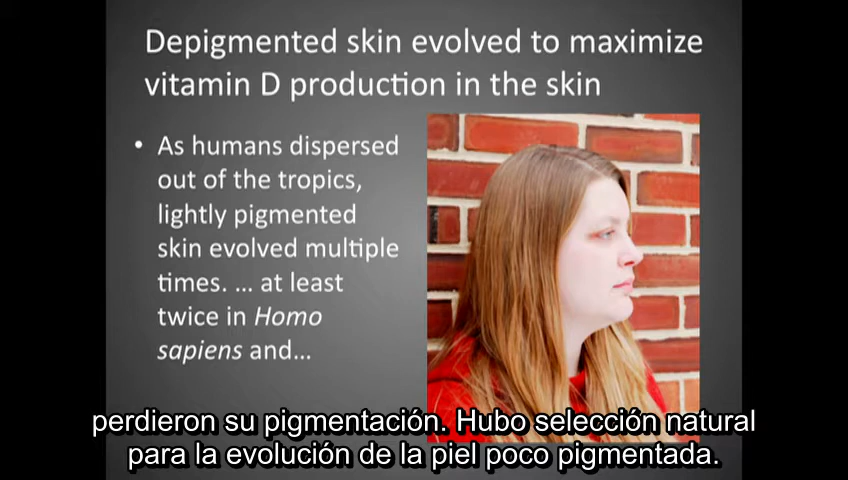 Depigmented skin evolved to maximize
vitamin D production in the skin
• As humans dispersed
out of the tropics,
lightly pigmented
skin evolved multiple
times. … at least
twice in Homo
sapiens and…
perdieron su pigmentación. Hubo selección natural
para la evolución de la piel poco pigmentada.